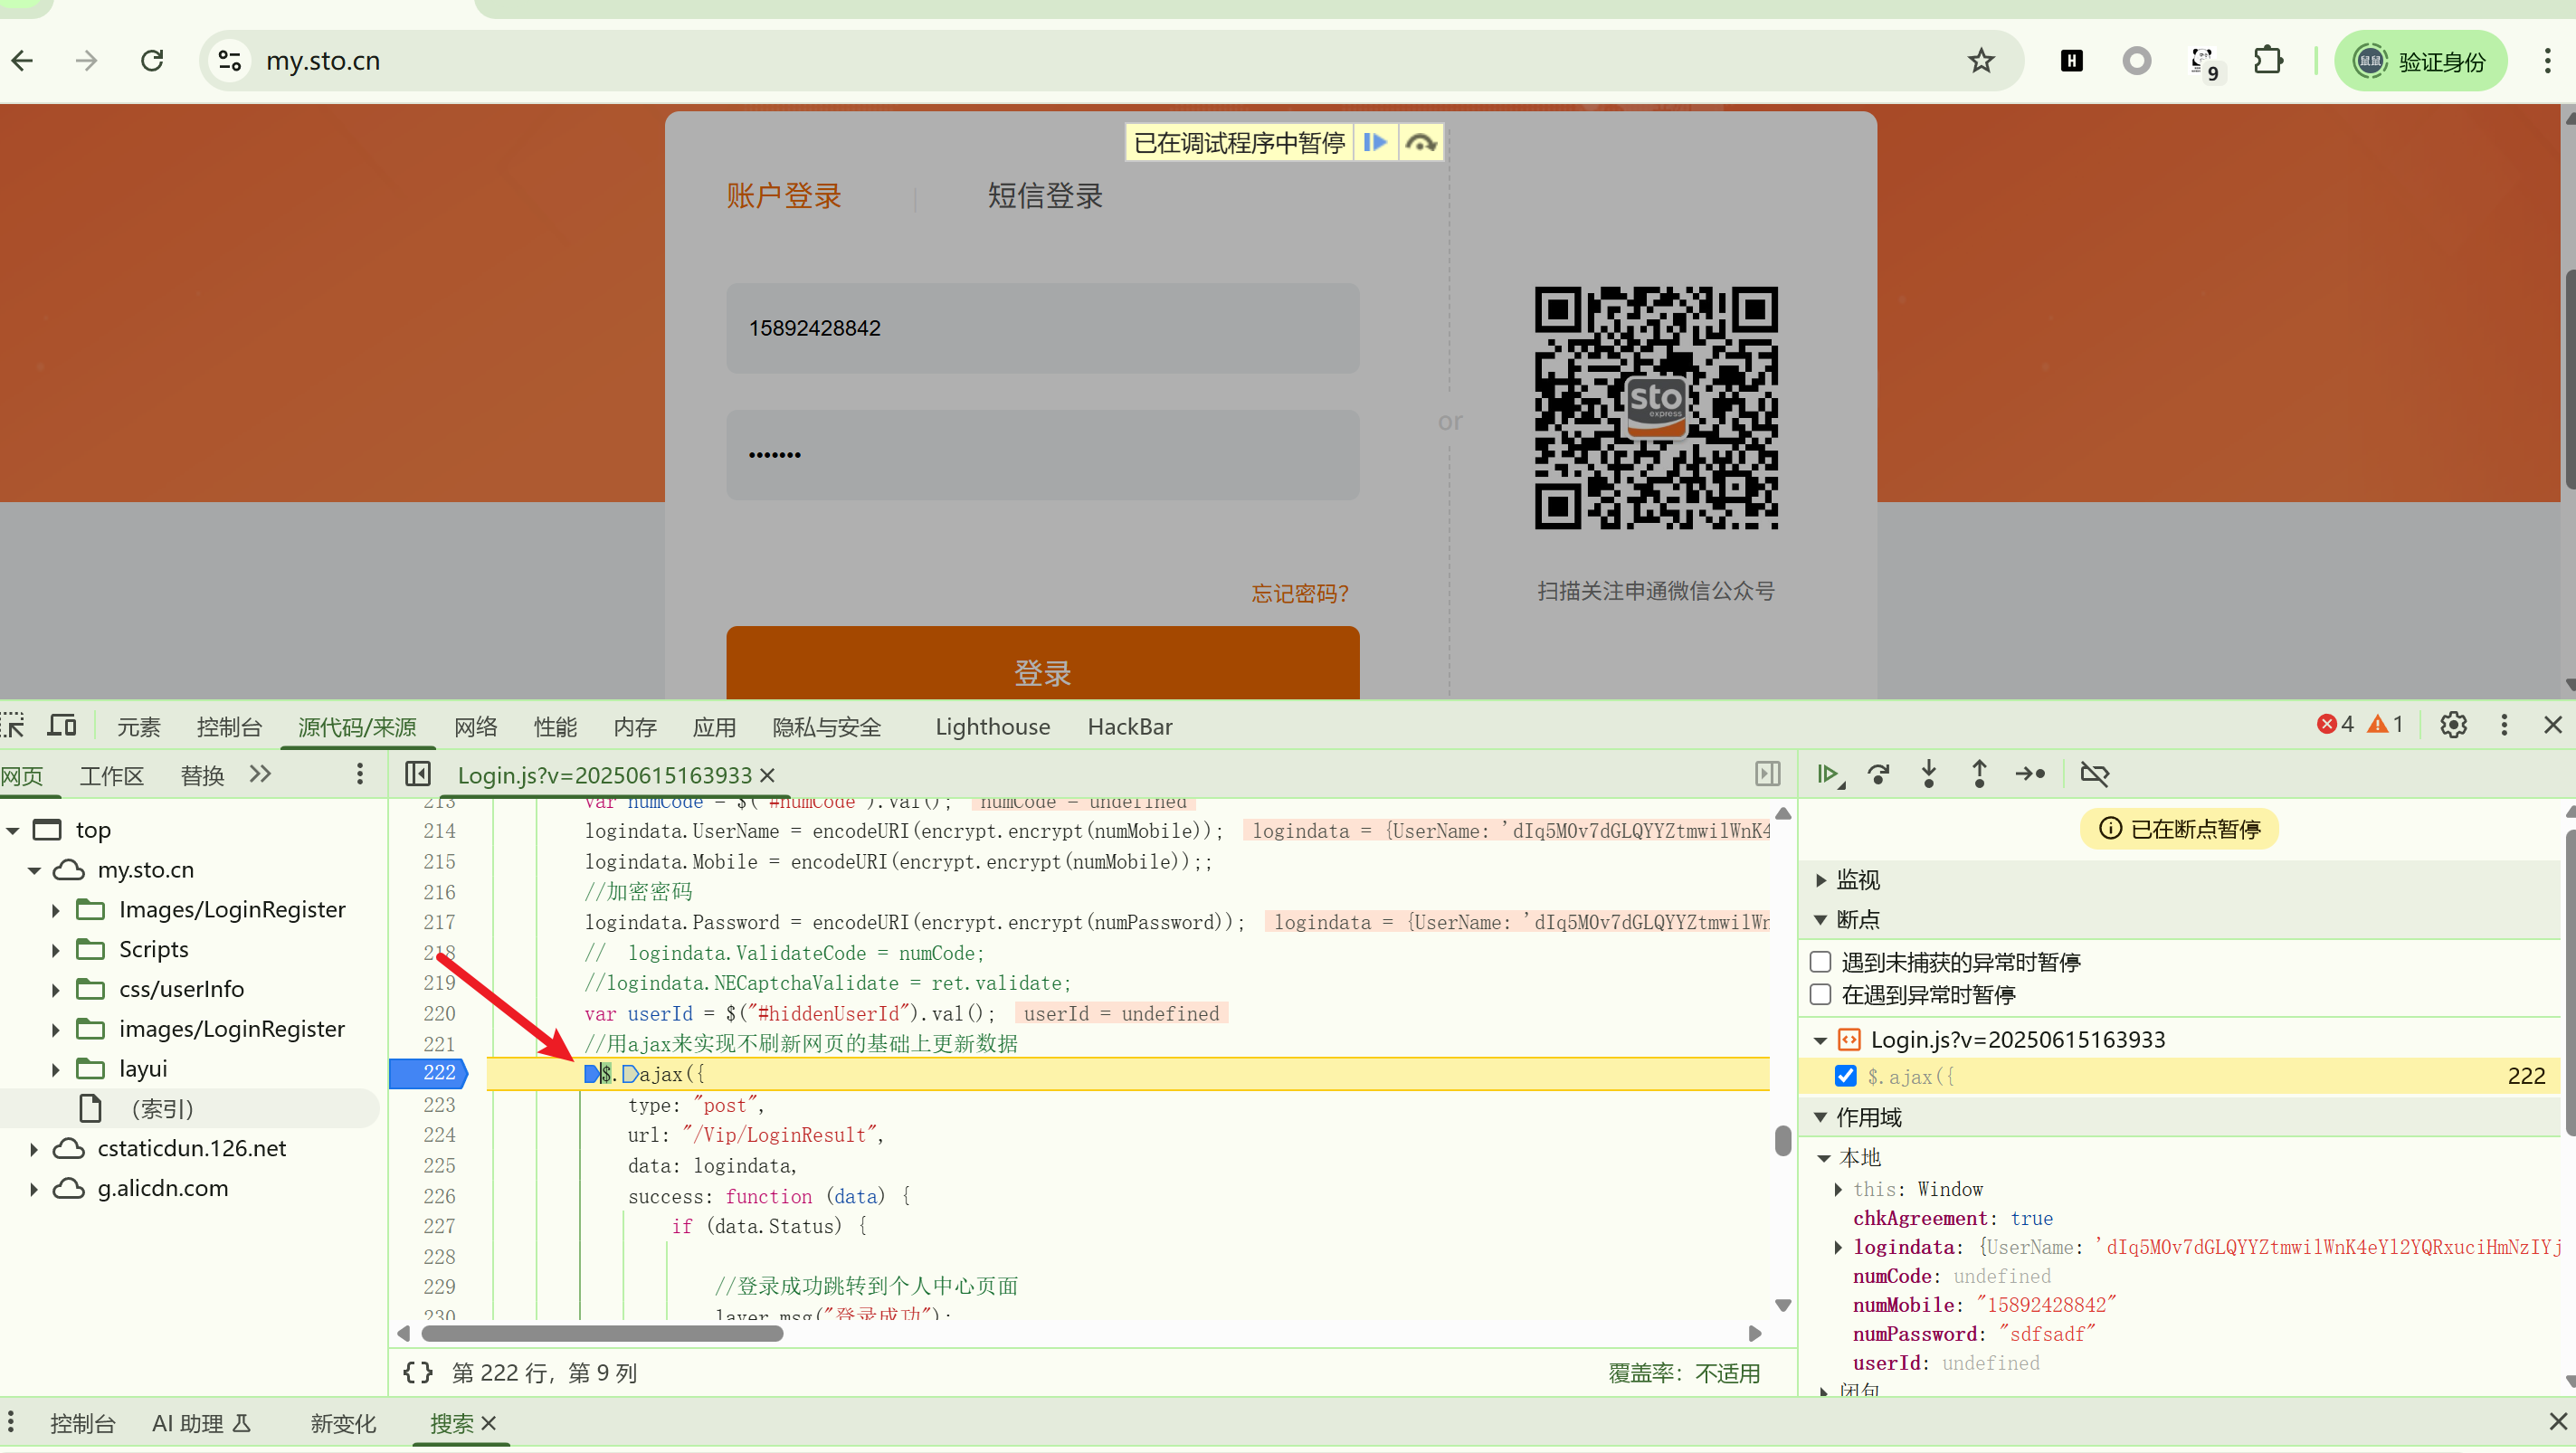 my.sto.cn
9
验证身份
已在调试程序中暂停
账户登录
短信登录
15892428842
•••••••
or
sto
express
忘记密码?
扫描关注申通微信公众号
登录
元素 控制台 源代码/来源 网络 性能 内存 应用 隐私与安全 Lighthouse HackBar
4 1
网页 工作区 替换
Login.js?v=20250615163933
top
my.sto.cn
Images/LoginRegister
Scripts
css/userInfo
images/LoginRegister
layui
(索引)
cstaticdun.126.net
g.alicdn.com
213 var numCode = $("#numCode").val(); numCode = undefined
214 logindata.UserName = encodeURI(encrypt.encrypt(numMobile)); logindata = {UserName: 'dIq5MOv7dGLQYYZtmwilWnK4
215 logindata.Mobile = encodeURI(encrypt.encrypt(numMobile));;
216 //加密密码
217 logindata.Password = encodeURI(encrypt.encrypt(numPassword)); logindata = {UserName: 'dIq5MOv7dGLQYYZtmwilWn
218 // logindata.ValidateCode = numCode;
219 //logindata.NECaptchaValidate = ret.validate;
220 var userId = $("#hiddenUserId").val(); userId = undefined
221 //用ajax来实现不刷新网页的基础上更新数据
222 $.ajax({
223 type: "post",
224 url: "/Vip/LoginResult",
225 data: logindata,
226 success: function (data) {
227 if (data.Status) {
228
229 //登录成功跳转到个人中心页面
230 layer.msg("登录成功");
{} 第 222 行，第 9 列
覆盖率：不适用
已在断点暂停
监视
断点
遇到未捕获的异常时暂停
在遇到异常时暂停
Login.js?v=20250615163933
$.ajax({ 222
作用域
本地
this: Window
chkAgreement: true
logindata: {UserName: 'dIq5MOv7dGLQYYZtmwilWnK4eYl2YQRxuciHmNzIYj
numCode: undefined
numMobile: "15892428842"
numPassword: "sdfsadf"
userId: undefined
闭包
控制台 AI 助理 新变化 搜索